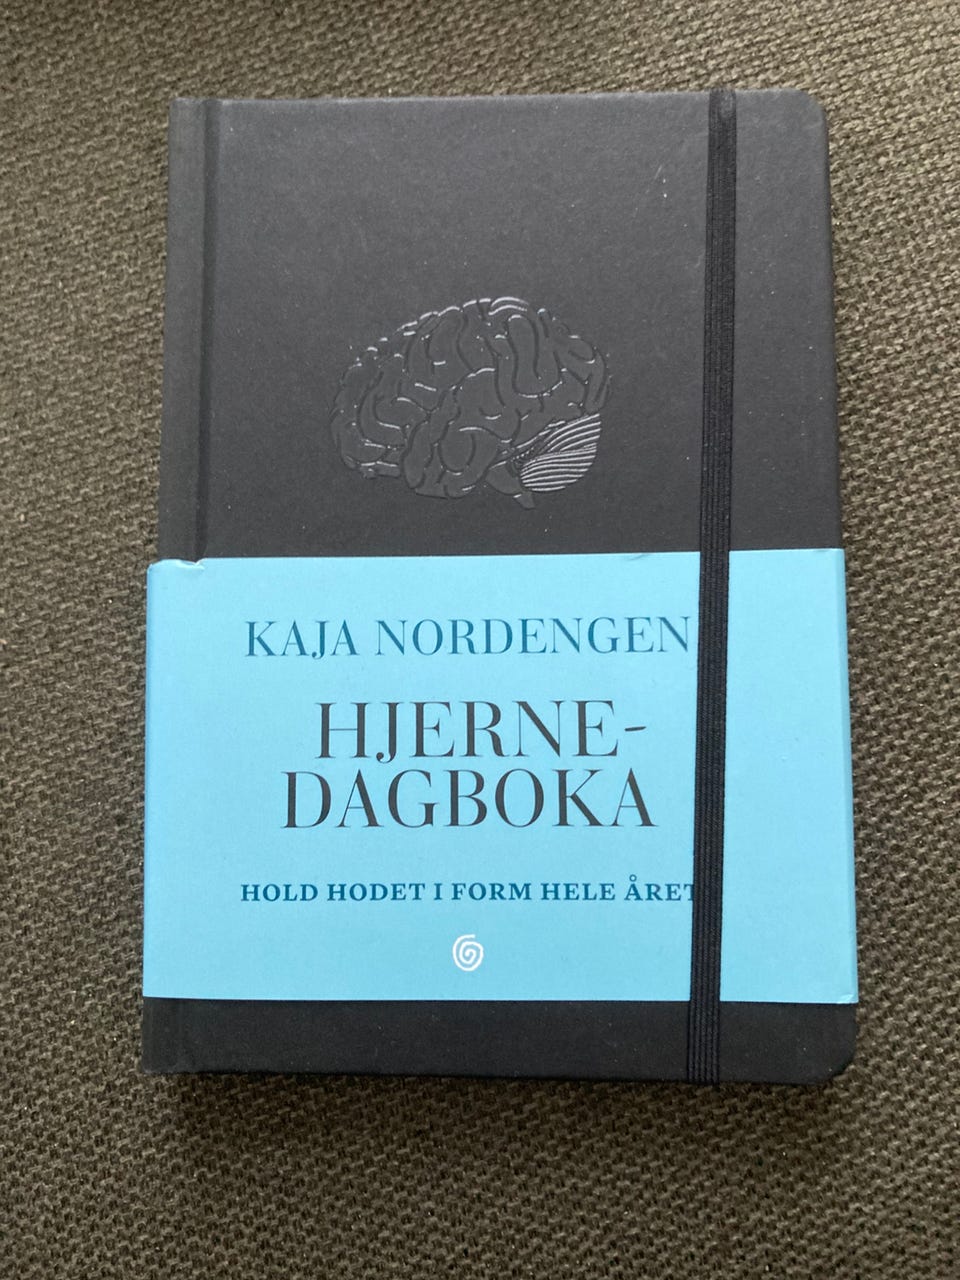 KAJA NORDENGEN
HJERNE-
DAGBOKA
HOLD HODET I FORM HELE ÅRET